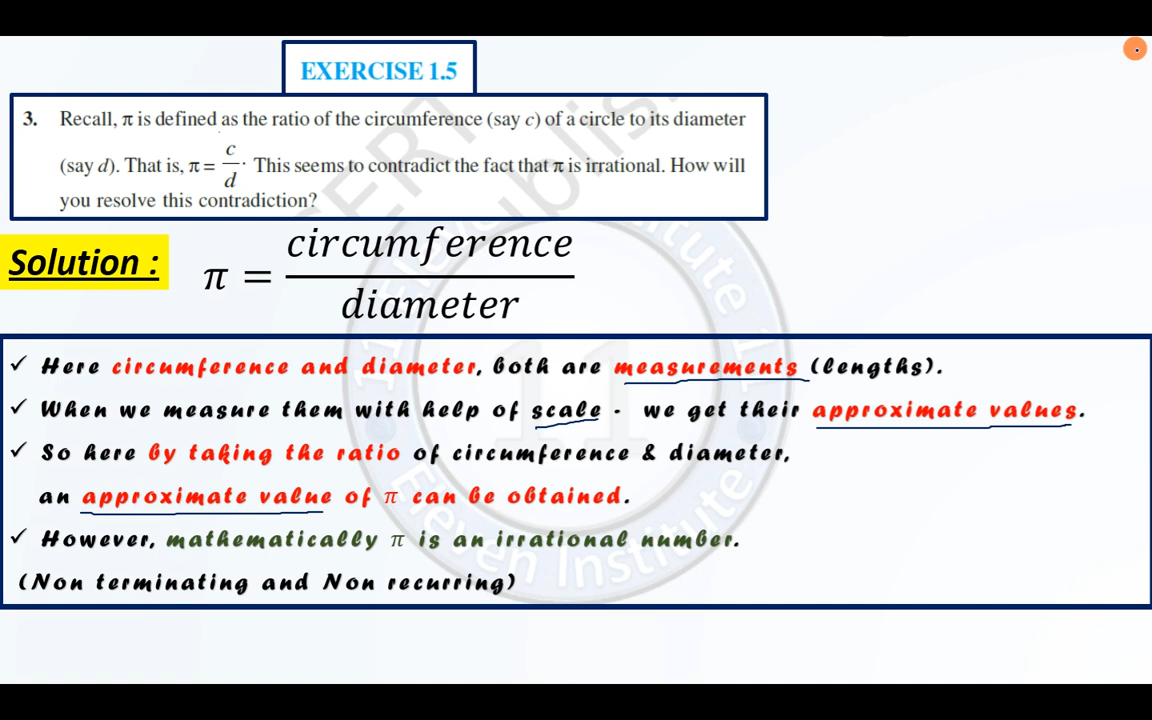 EXERCISE 1.5
3. Recall, π is defined as the ratio of the circumference (say c) of a circle to its diameter
(say d). That is, π = c/d. This seems to contradict the fact that π is irrational. How will
you resolve this contradiction?
Solution :
π = circumference/diameter
✓ Here circumference and diameter, both are measurements (lengths).
✓ When we measure them with help of scale - we get their approximate values.
✓ So here by taking the ratio of circumference & diameter,
an approximate value of π can be obtained.
✓ However, mathematically π is an irrational number.
(Non terminating and Non recurring)
11
Eleven Institute